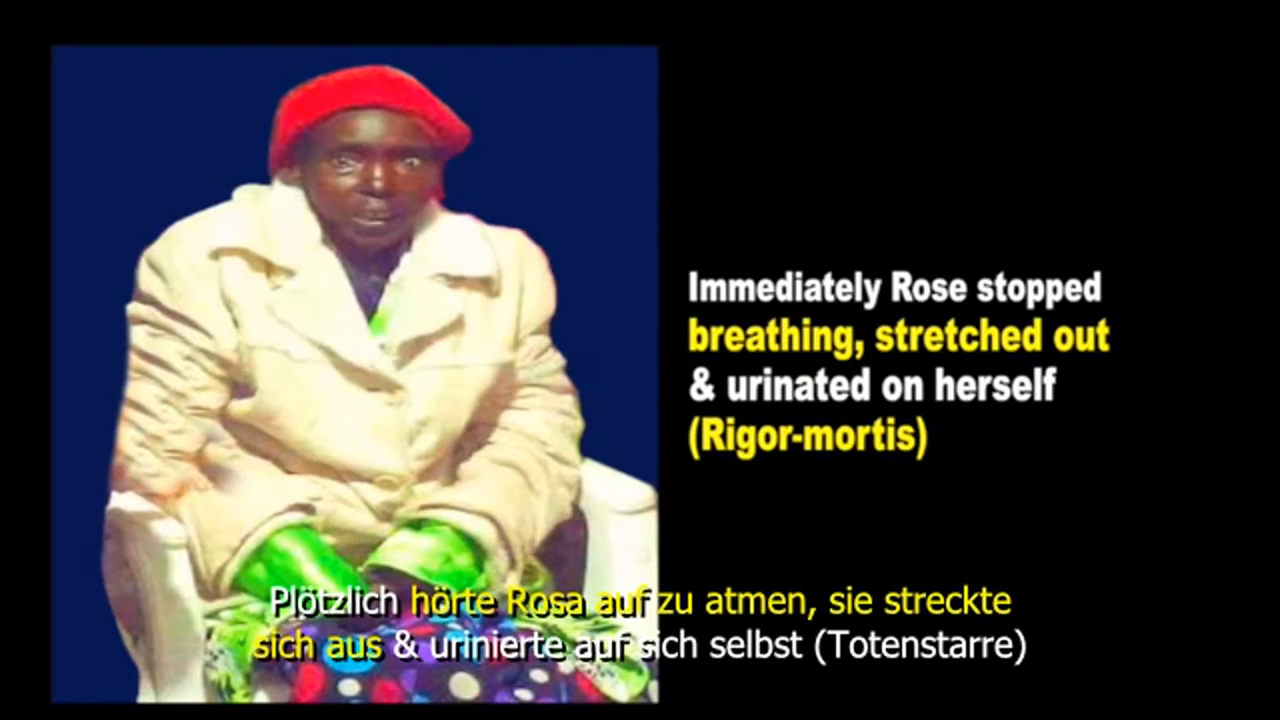 Immediately Rose stopped
breathing, stretched out
& urinated on herself
(Rigor-mortis)
Plötzlich hörte Rosa auf zu atmen, sie streckte
sich aus & urinierte auf sich selbst (Totenstarre)